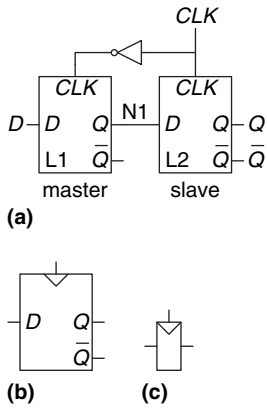 CLK
CLK CLK
D D Q N1 D Q Q
L1 Q̅ L2 Q̅ Q̅
master slave
(a)
D Q
Q̅
(b) (c)